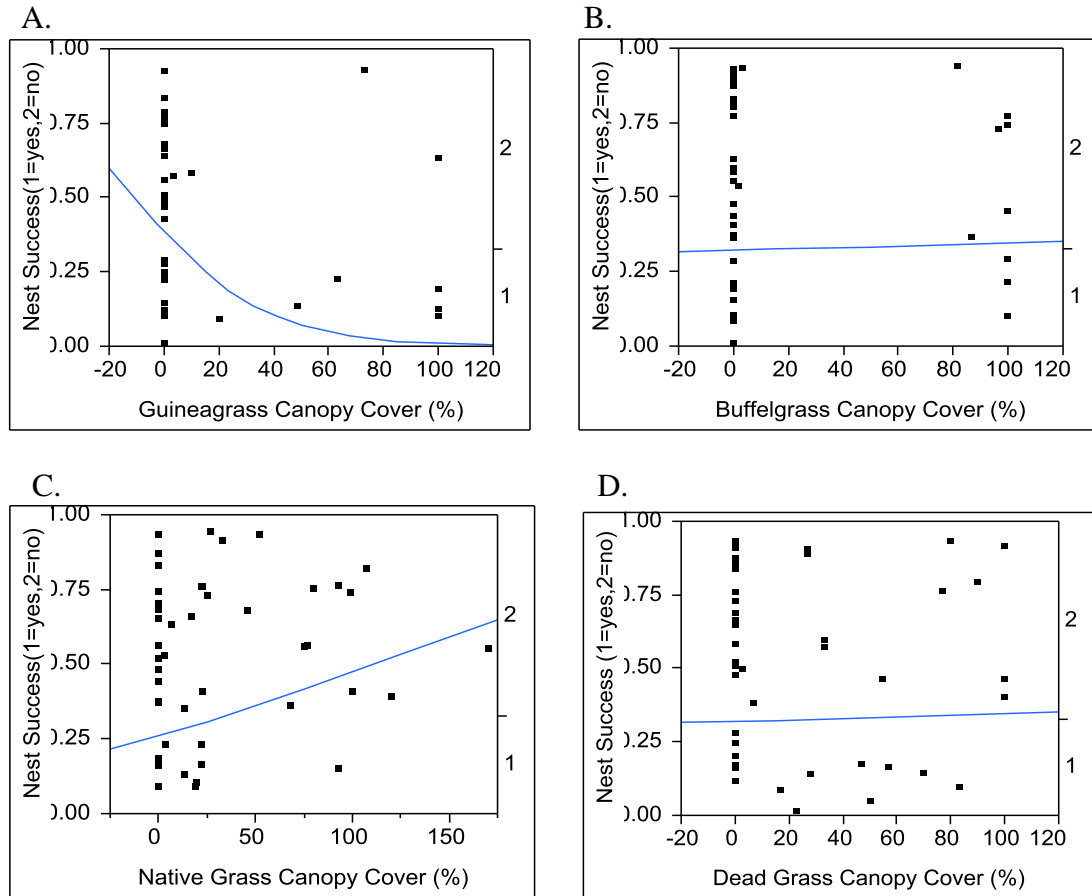 A.
Nest Success(1=yes,2=no)
.00
0.75
0.50
0.25
0.00
2
1
-20 0 20 40 60 80 100 120
Guineagrass Canopy Cover (%)
B.
Nest Success(1=yes,2=no)
1.00
0.75
0.50
0.25
0.00
2
1
-20 0 20 40 60 80 100 120
Buffelgrass Canopy Cover (%)
C.
Nest Success(1=yes,2=no)
1.00
0.75
0.50
0.25
0.00
2
1
0 50 100 150
Native Grass Canopy Cover (%)
D.
Nest Success (1=yes,2=no)
1.00
0.75
0.50
0.25
0.00
2
1
-20 0 20 40 60 80 100 120
Dead Grass Canopy Cover (%)